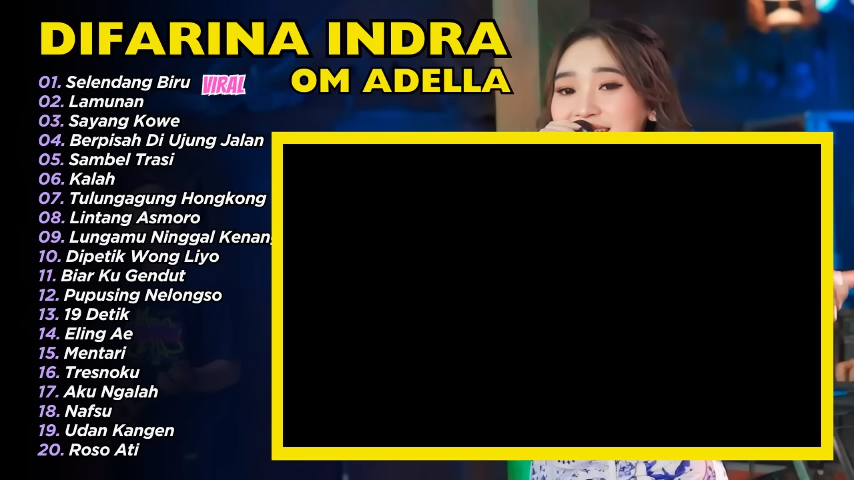 DIFARINA INDRA
OM ADELLA
01. Selendang Biru VIRAL
02. Lamunan
03. Sayang Kowe
04. Berpisah Di Ujung Jalan
05. Sambel Trasi
06. Kalah
07. Tulungagung Hongkong
08. Lintang Asmoro
09. Lungamu Ninggal
10. Dipetik Wong Liyo
11. Biar Ku Gendut
12. Pupusing Nelongso
13. 19 Detik
14. Eling Ae
15. Mentari
16. Tresnoku
17. Aku Ngalah
18. Nafsu
19. Udan Kangen
20. Roso Ati